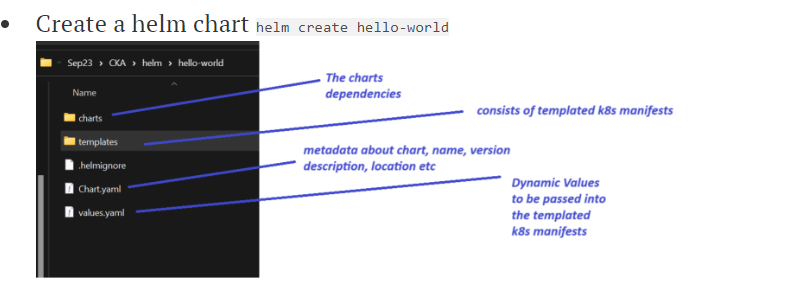 Create a helm chart helm create hello-world
Sep23 > CKA > helm > hello-world
Name
charts
templates
.helmignore
Chart.yaml
values.yaml
The charts
dependencies
consists of templated k8s manifests
metadata about chart, name, version
description, location etc
Dynamic Values
to be passed into
the templated
k8s manifests